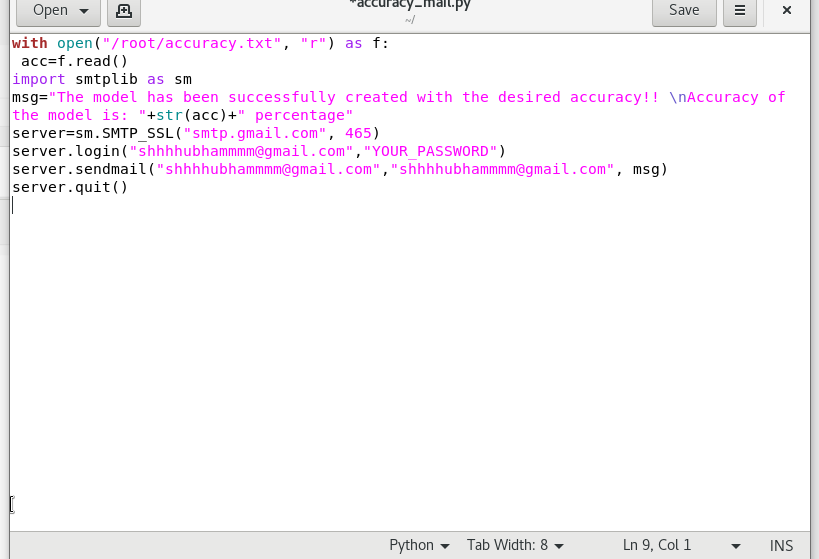 Open
*accuracy_mail.py
~/
Save
with open("/root/accuracy.txt", "r") as f:
 acc=f.read()
import smtplib as sm
msg="The model has been successfully created with the desired accuracy!! \nAccuracy of
the model is: "+str(acc)+" percentage"
server=sm.SMTP_SSL("smtp.gmail.com", 465)
server.login("shhhhubhammmm@gmail.com","YOUR_PASSWORD")
server.sendmail("shhhhubhammmm@gmail.com","shhhhubhammmm@gmail.com", msg)
server.quit()
Python Tab Width: 8 Ln 9, Col 1 INS